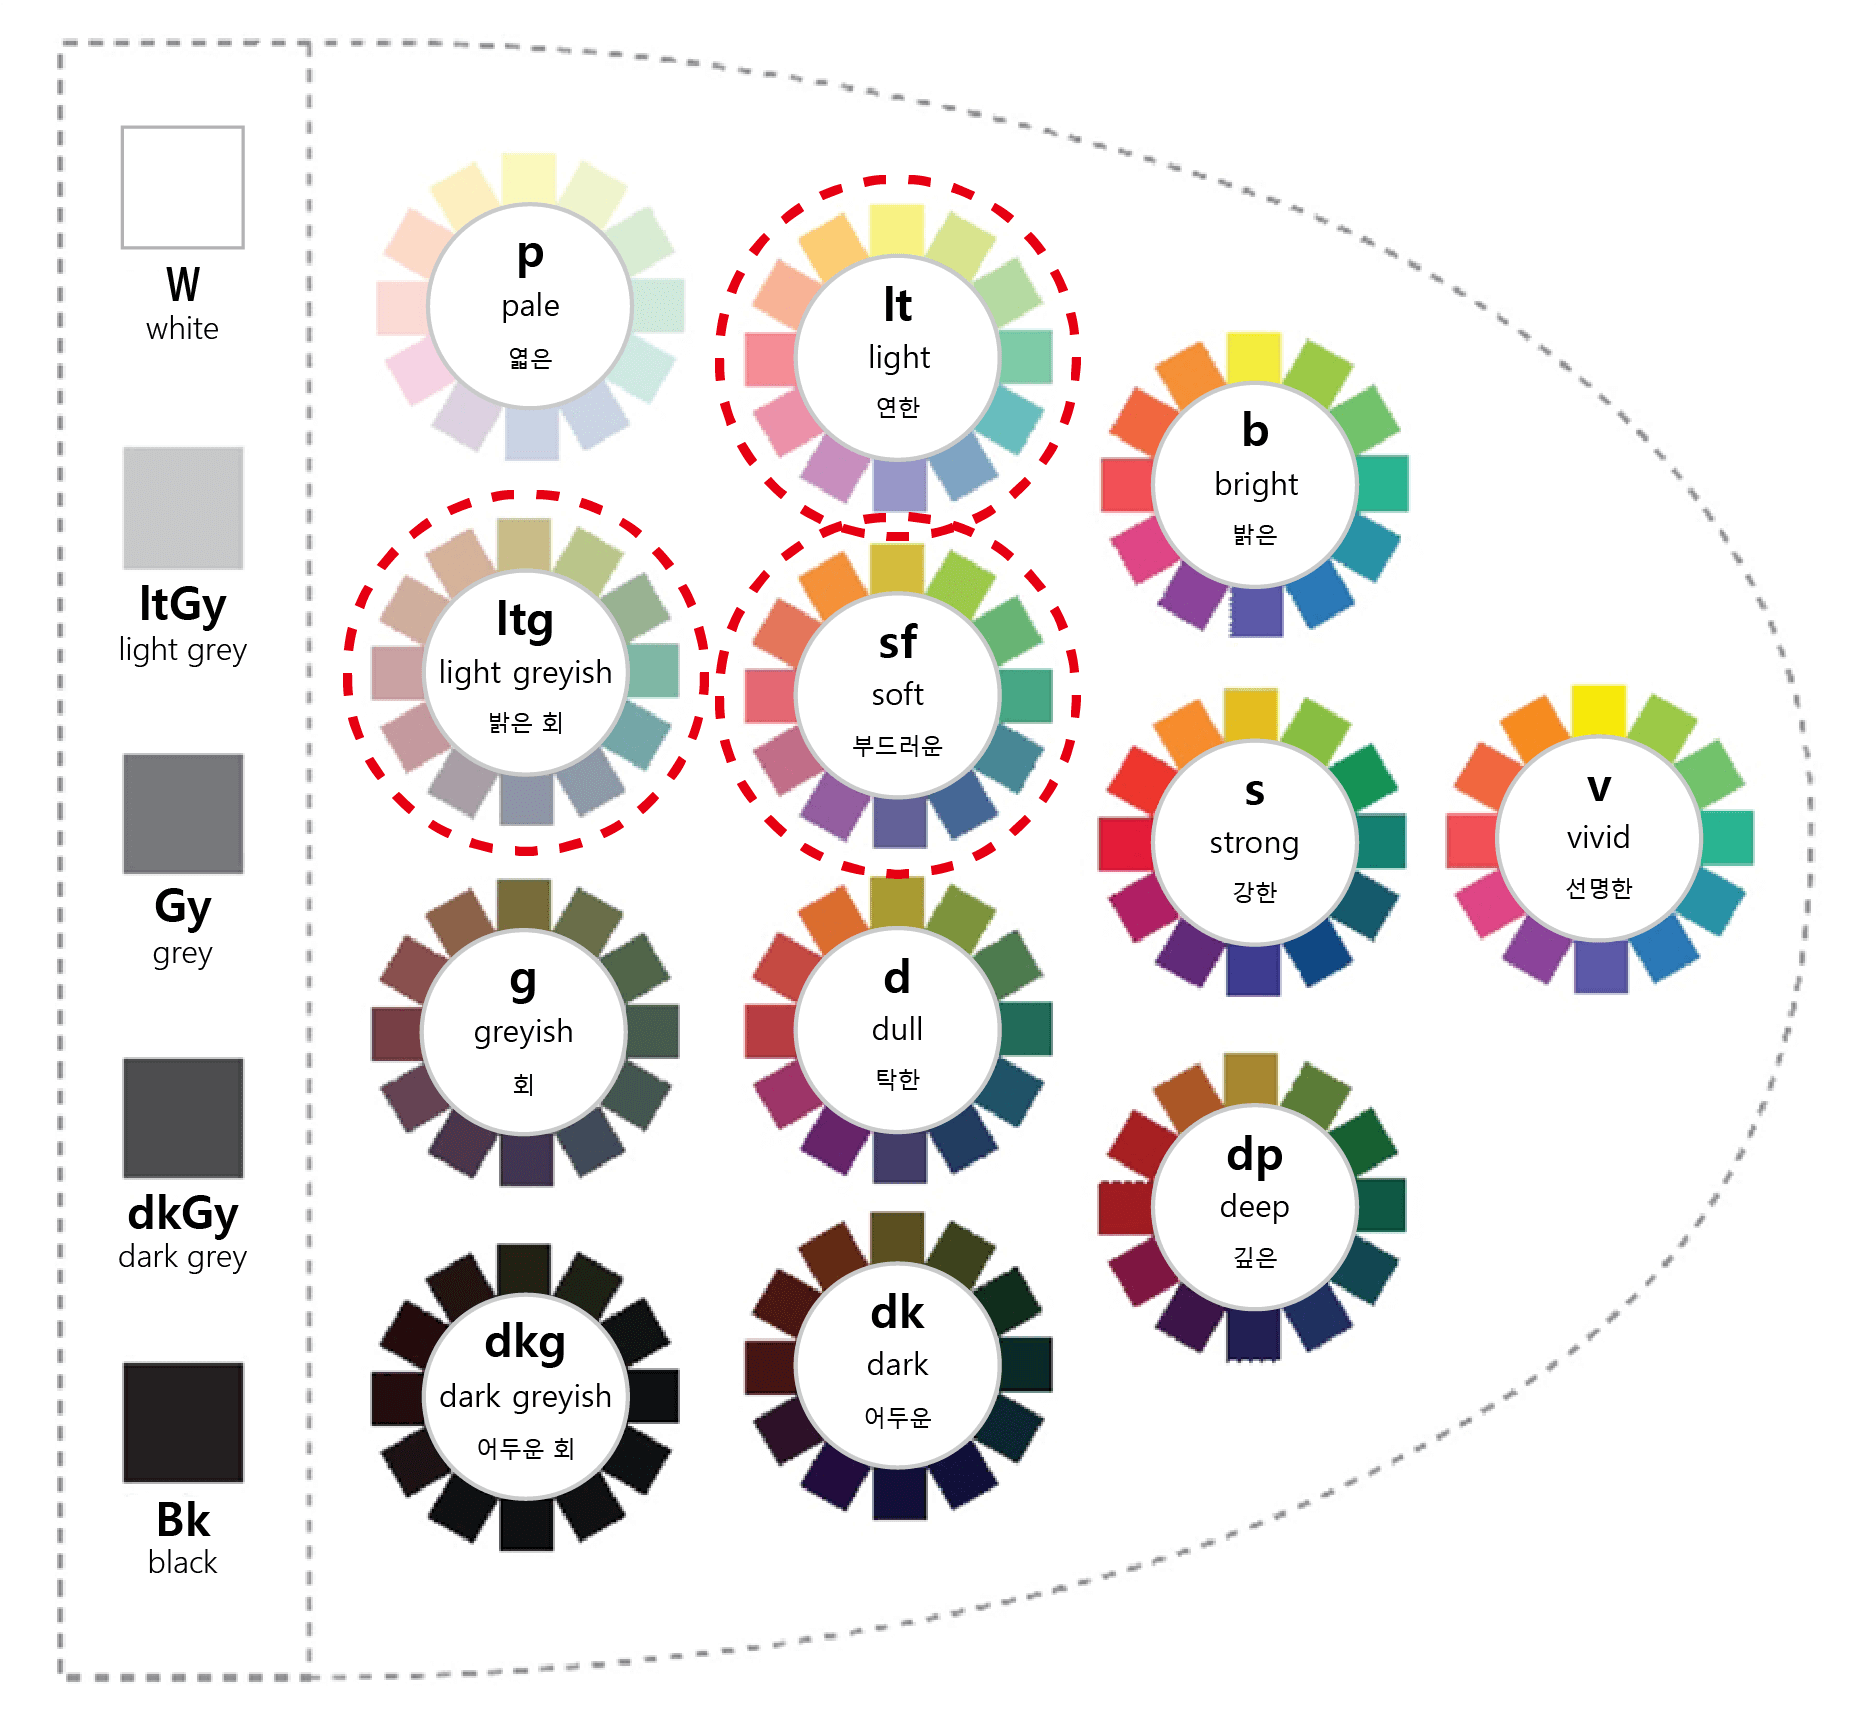 W
white
ltGy
light grey
Gy
grey
dkGy
dark grey
Bk
black
p
pale
엷은
ltg
light greyish
밝은 회
g
greyish
회
dkg
dark greyish
어두운 회
lt
light
연한
sf
soft
부드러운
d
dull
탁한
dk
dark
어두운
b
bright
밝은
s
strong
강한
dp
deep
깊은
v
vivid
선명한